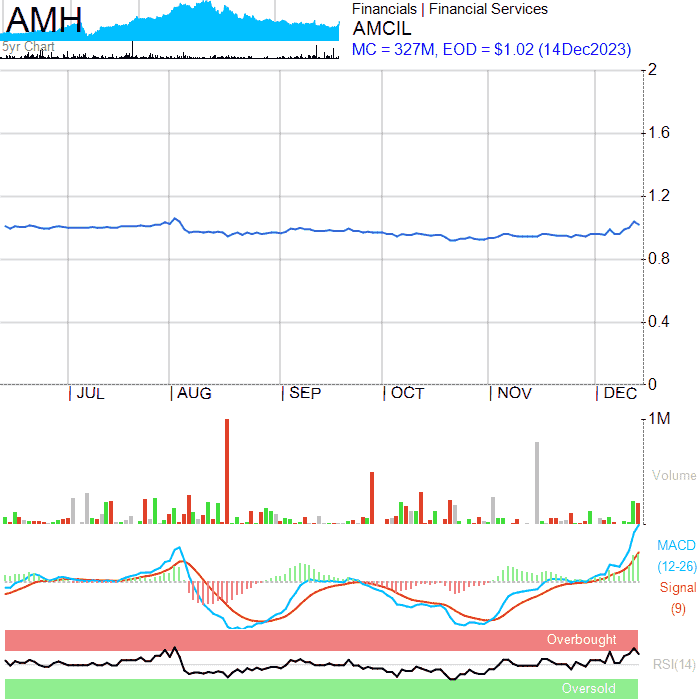 AMH
5yr Chart
Financials | Financial Services
AMCIL
MC = 327M, EOD = $1.02 (14Dec2023)
2
1.6
1.2
0.8
0.4
0
JUL AUG SEP OCT NOV DEC
1M
Volume
MACD
(12-26)
Signal
(9)
Overbought
RSI(14)
Oversold